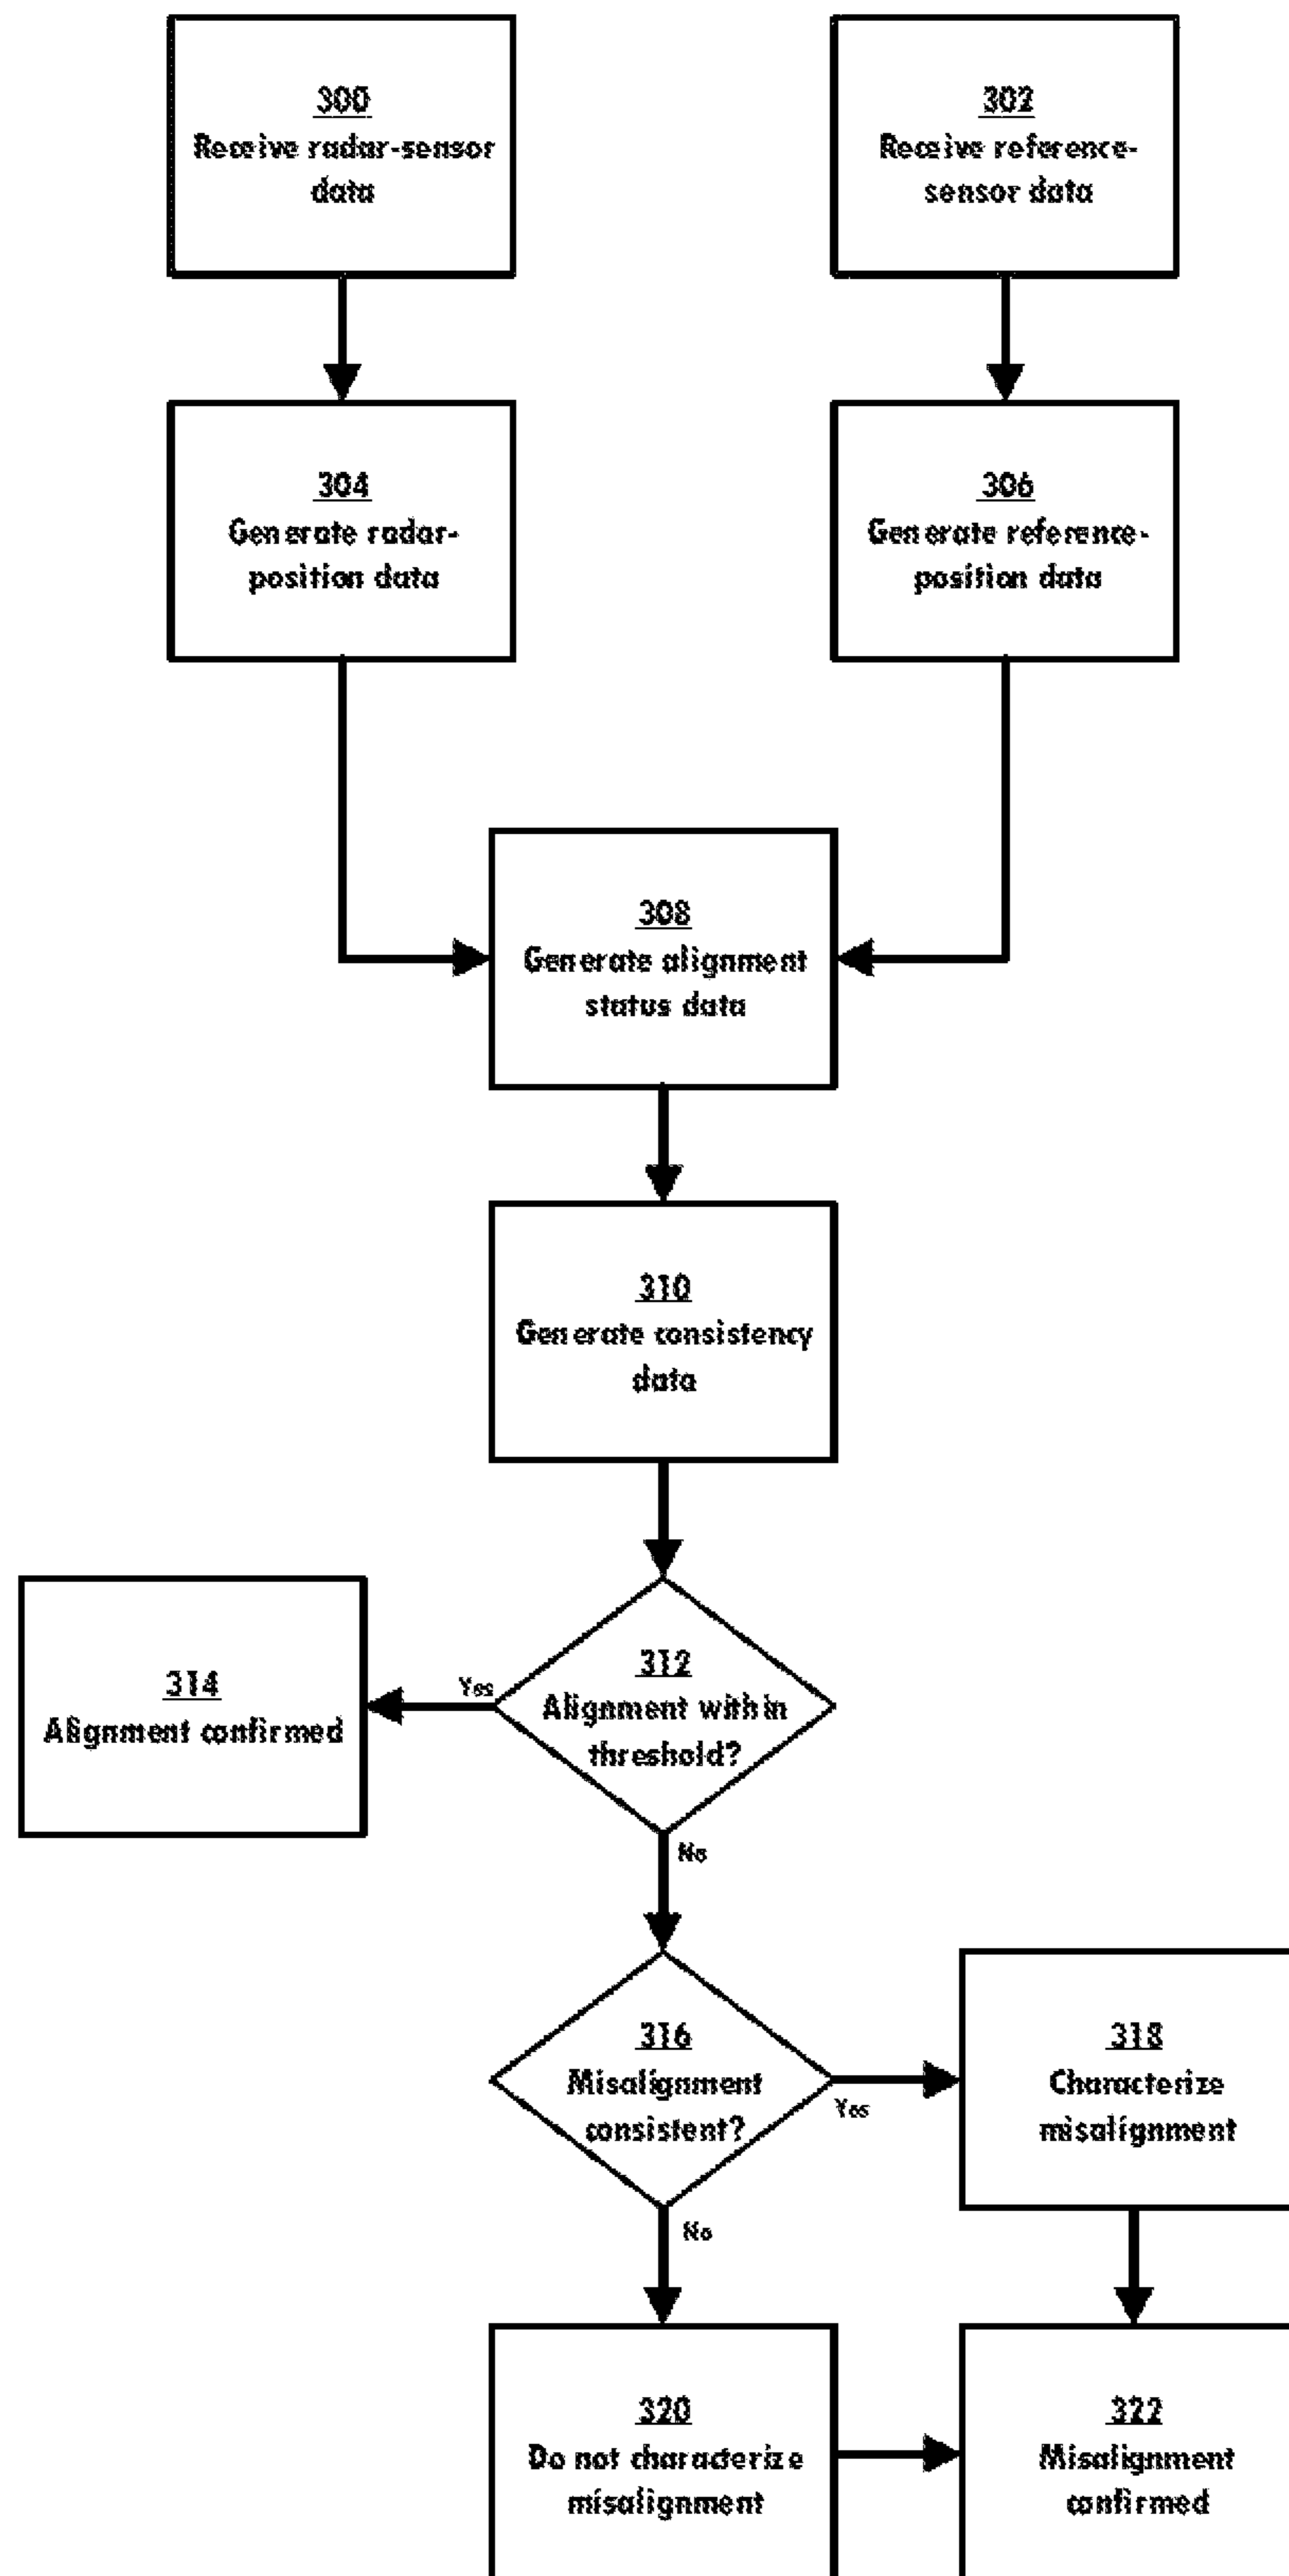 300
Receive radar-sensor
data
302
Receive reference-
sensor data
304
Generate radar-
position data
306
Generate reference-
position data
308
Generate alignment
status data
310
Generate consistency
data
312
Alignment within
threshold?
Yes
314
Alignment confirmed
No
316
Misalignment
consistent?
Yes
318
Characterize
misalignment
No
320
Do not characterize
misalignment
322
Misalignment
confirmed